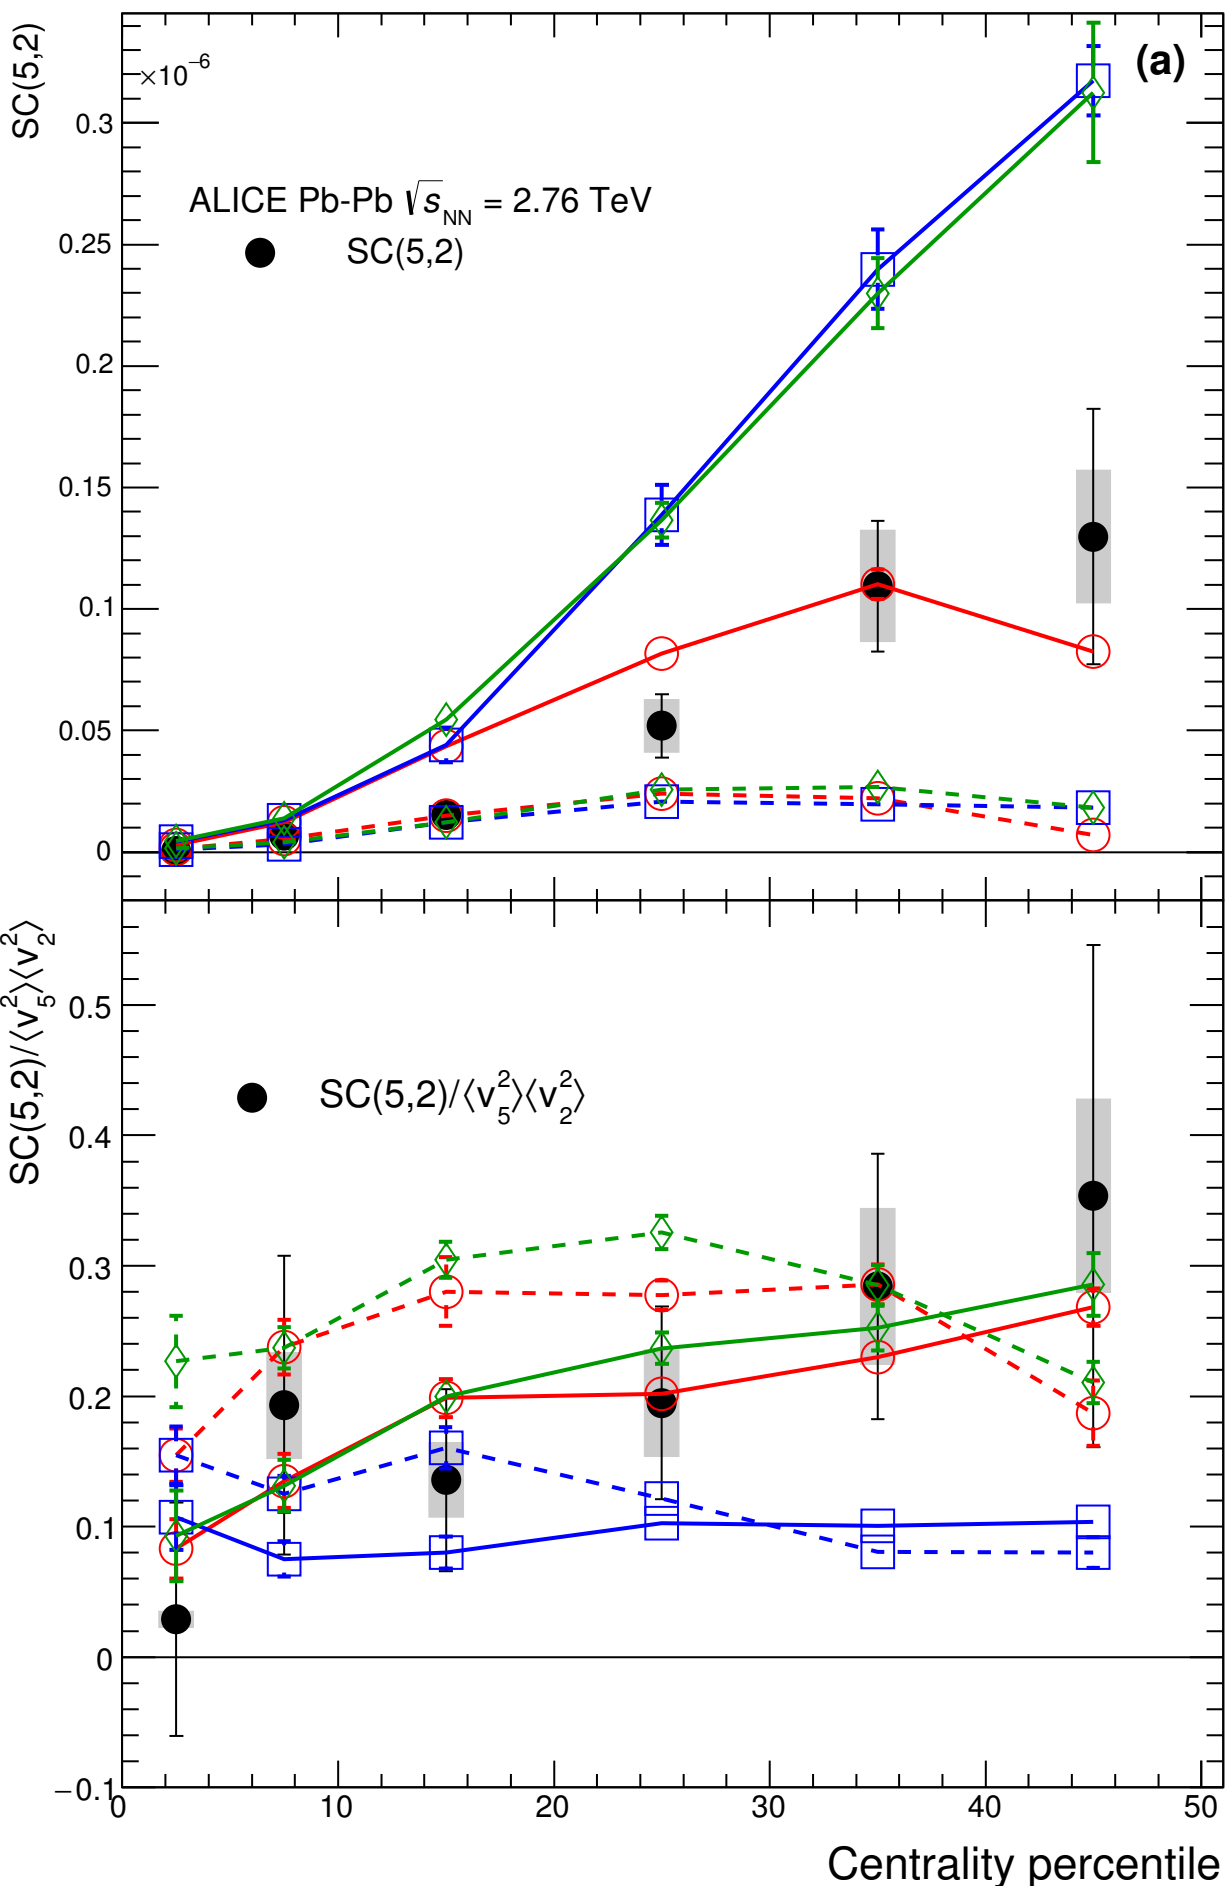 SC(5,2)
×10⁻⁶
(a)
0.3
ALICE Pb-Pb √s_NN = 2.76 TeV
SC(5,2)
0.25
0.2
0.15
0.1
0.05
0
SC(5,2)/⟨v₅²⟩⟨v₂²⟩
0.5
SC(5,2)/⟨v₅²⟩⟨v₂²⟩
0.4
0.3
0.2
0.1
0
−0.1
0 10 20 30 40 50
Centrality percentile